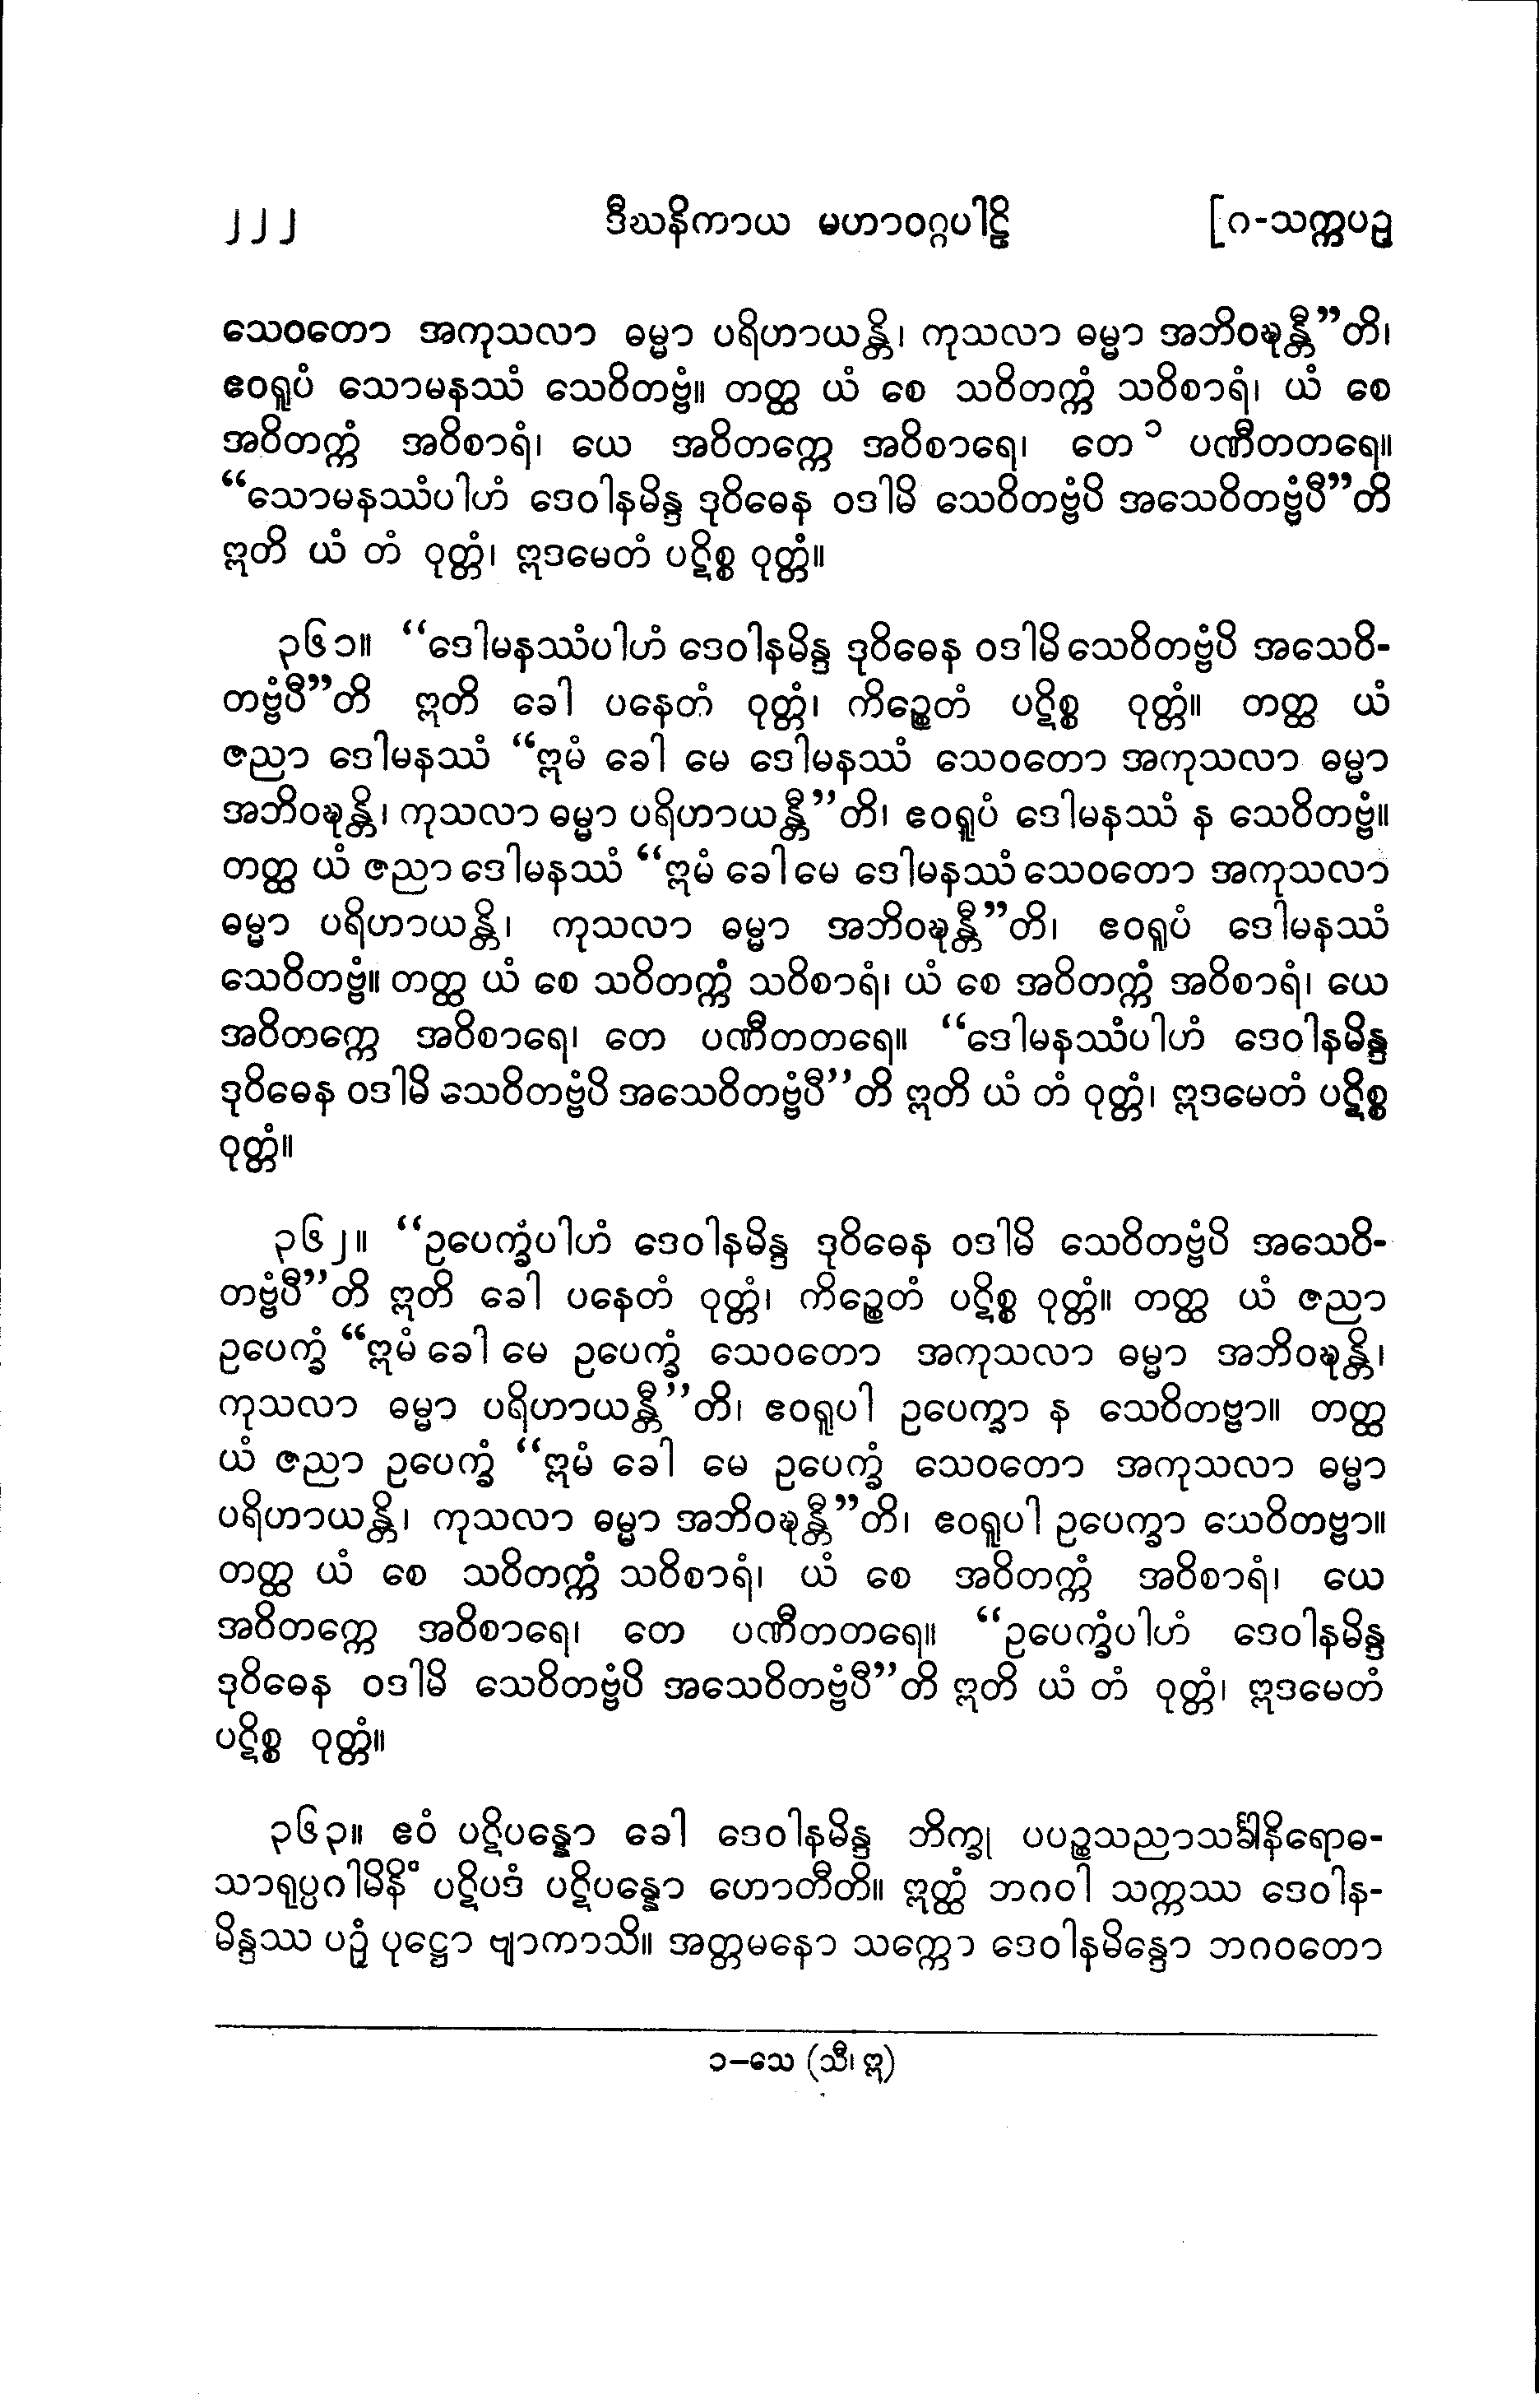 ၂၂၂ ဒီဃနိကာယ မဟာဝဂ္ဂပါဠိ [၈-သက္ကပဉှ
သေဝတော အကုသလာ ဓမ္မာ ပရိဟာယန္တိ၊ ကုသလာ ဓမ္မာ အဘိဝဍ္ဎန္တီ”တိ၊
ဧဝရူပံ သောမနဿံ သေဝိတဗ္ဗံ။ တတ္ထ ယံ စေ သဝိတက္ကံ သဝိစာရံ၊ ယံ စေ
အဝိတက္ကံ အဝိစာရံ၊ ယေ အဝိတက္ကေ အဝိစာရေ၊ တေ ၁ ပဏီတတရေ။
“သောမနဿံပါဟံ ဒေဝါနမိန္ဒ ဒုဝိဓေန ဝဒါမိ သေဝိတဗ္ဗံပိ အသေဝိတဗ္ဗံပီ”တိ
ဣတိ ယံ တံ ဝုတ္တံ၊ ဣဒမေတံ ပဋိစ္စ ဝုတ္တံ။
၃၆၁။ “ဒေါမနဿံပါဟံ ဒေဝါနမိန္ဒ ဒုဝိဓေန ဝဒါမိ သေဝိတဗ္ဗံပိ အသေဝိ-
တဗ္ဗံပီ”တိ ဣတိ ခေါ ပနေတံ ဝုတ္တံ၊ ကိဉ္စေတံ ပဋိစ္စ ဝုတ္တံ။ တတ္ထ ယံ
ဇညာ ဒေါမနဿံ “ဣမံ ခေါ မေ ဒေါမနဿံ သေဝတော အကုသလာ ဓမ္မာ
အဘိဝဍ္ဎန္တိ၊ ကုသလာ ဓမ္မာ ပရိဟာယန္တီ”တိ၊ ဧဝရူပံ ဒေါမနဿံ န သေဝိတဗ္ဗံ။
တတ္ထ ယံ ဇညာ ဒေါမနဿံ “ဣမံ ခေါ မေ ဒေါမနဿံ သေဝတော အကုသလာ
ဓမ္မာ ပရိဟာယန္တိ၊ ကုသလာ ဓမ္မာ အဘိဝဍ္ဎန္တီ”တိ၊ ဧဝရူပံ ဒေါမနဿံ
သေဝိတဗ္ဗံ။ တတ္ထ ယံ စေ သဝိတက္ကံ သဝိစာရံ၊ ယံ စေ အဝိတက္ကံ အဝိစာရံ၊ ယေ
အဝိတက္ကေ အဝိစာရေ၊ တေ ပဏီတတရေ။ “ဒေါမနဿံပါဟံ ဒေဝါနမိန္ဒ
ဒုဝိဓေန ဝဒါမိ သေဝိတဗ္ဗံပိ အသေဝိတဗ္ဗံပီ”တိ ဣတိ ယံ တံ ဝုတ္တံ၊ ဣဒမေတံ ပဋိစ္စ
ဝုတ္တံ။
၃၆၂။ “ဥပေက္ခံပါဟံ ဒေဝါနမိန္ဒ ဒုဝိဓေန ဝဒါမိ သေဝိတဗ္ဗံပိ အသေဝိ-
တဗ္ဗံပီ”တိ ဣတိ ခေါ ပနေတံ ဝုတ္တံ၊ ကိဉ္စေတံ ပဋိစ္စ ဝုတ္တံ။ တတ္ထ ယံ ဇညာ
ဥပေက္ခံ “ဣမံ ခေါ မေ ဥပေက္ခံ သေဝတော အကုသလာ ဓမ္မာ အဘိဝဍ္ဎန္တိ၊
ကုသလာ ဓမ္မာ ပရိဟာယန္တီ”တိ၊ ဧဝရူပါ ဥပေက္ခာ န သေဝိတဗ္ဗာ။ တတ္ထ
ယံ ဇညာ ဥပေက္ခံ “ဣမံ ခေါ မေ ဥပေက္ခံ သေဝတော အကုသလာ ဓမ္မာ
ပရိဟာယန္တိ၊ ကုသလာ ဓမ္မာ အဘိဝဍ္ဎန္တီ”တိ၊ ဧဝရူပါ ဥပေက္ခာ သေဝိတဗ္ဗာ။
တတ္ထ ယံ စေ သဝိတက္ကံ သဝိစာရံ၊ ယံ စေ အဝိတက္ကံ အဝိစာရံ၊ ယေ
အဝိတက္ကေ အဝိစာရေ၊ တေ ပဏီတတရေ။ “ဥပေက္ခံပါဟံ ဒေဝါနမိန္ဒ
ဒုဝိဓေန ဝဒါမိ သေဝိတဗ္ဗံပိ အသေဝိတဗ္ဗံပီ”တိ ဣတိ ယံ တံ ဝုတ္တံ၊ ဣဒမေတံ
ပဋိစ္စ ဝုတ္တံ။
၃၆၃။ ဧဝံ ပဋိပန္နော ခေါ ဒေဝါနမိန္ဒ ဘိက္ခု ပပဉ္စသညာသင်္ခါနိရောဓ-
သာရုပ္ပဂါမိနိံ ပဋိပဒံ ပဋိပန္နော ဟောတီတိ။ ဣတ္ထံ ဘဂဝါ သက္ကဿ ဒေဝါန-
မိန္ဒဿ ပဉှံ ပုဋ္ဌော ဗျာကာသိ။ အတ္တမနော သက္ကော ဒေဝါနမိန္ဒော ဘဂဝတော
၁–သေ (သီ၊ ဣ)